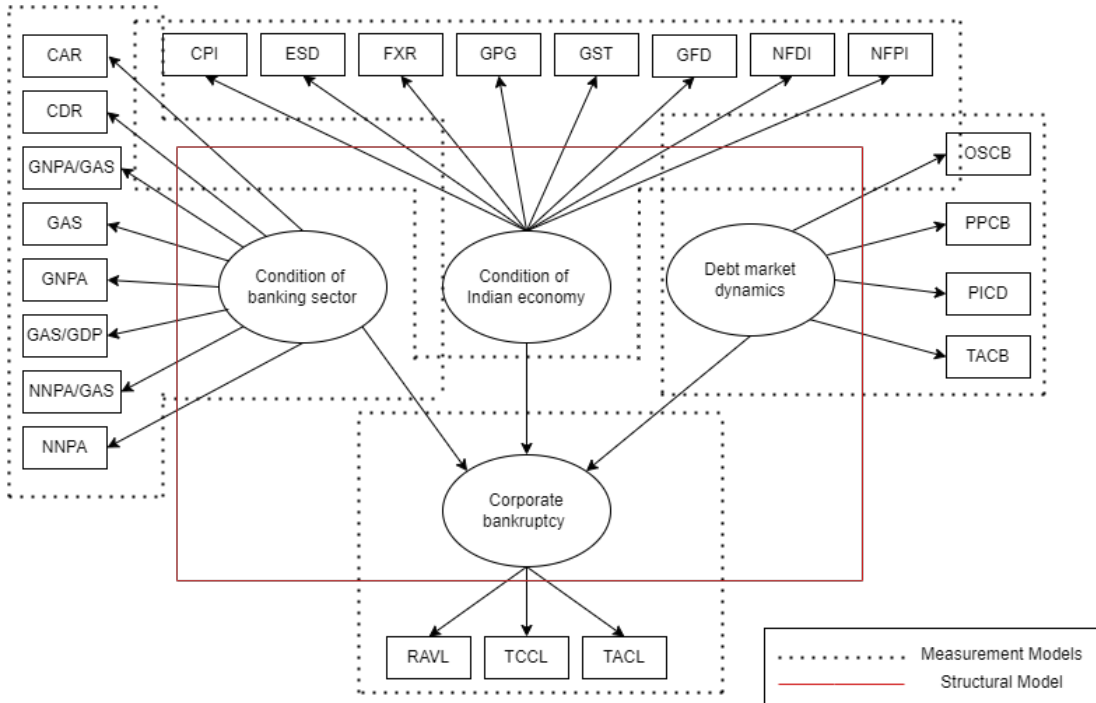 CAR
CPI
ESD
FXR
GPG
GST
GFD
NFDI
NFPI
CDR
GNPA/GAS
GAS
GNPA
GAS/GDP
NNPA/GAS
NNPA
Condition of
banking sector
Condition of
Indian economy
Debt market
dynamics
OSCB
PPCB
PICD
TACB
Corporate
bankruptcy
RAVL
TCCL
TACL
Measurement Models
Structural Model